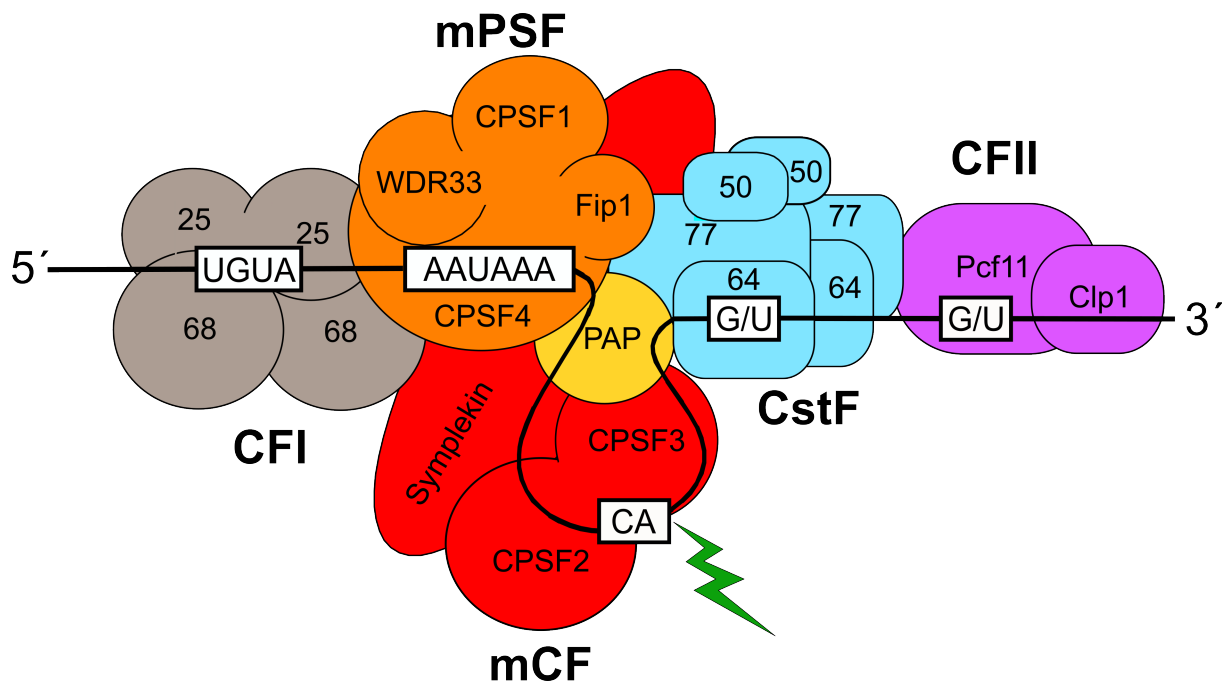 mPSF
CPSF1
WDR33
Fip1
50
50
CFII
25
25
77
77
5´
UGUA
AAUAAA
Pcf11
64
64
Clp1
68
68
CPSF4
PAP
G/U
G/U
3´
CFI
CstF
Symplekin
CPSF3
CA
CPSF2
mCF